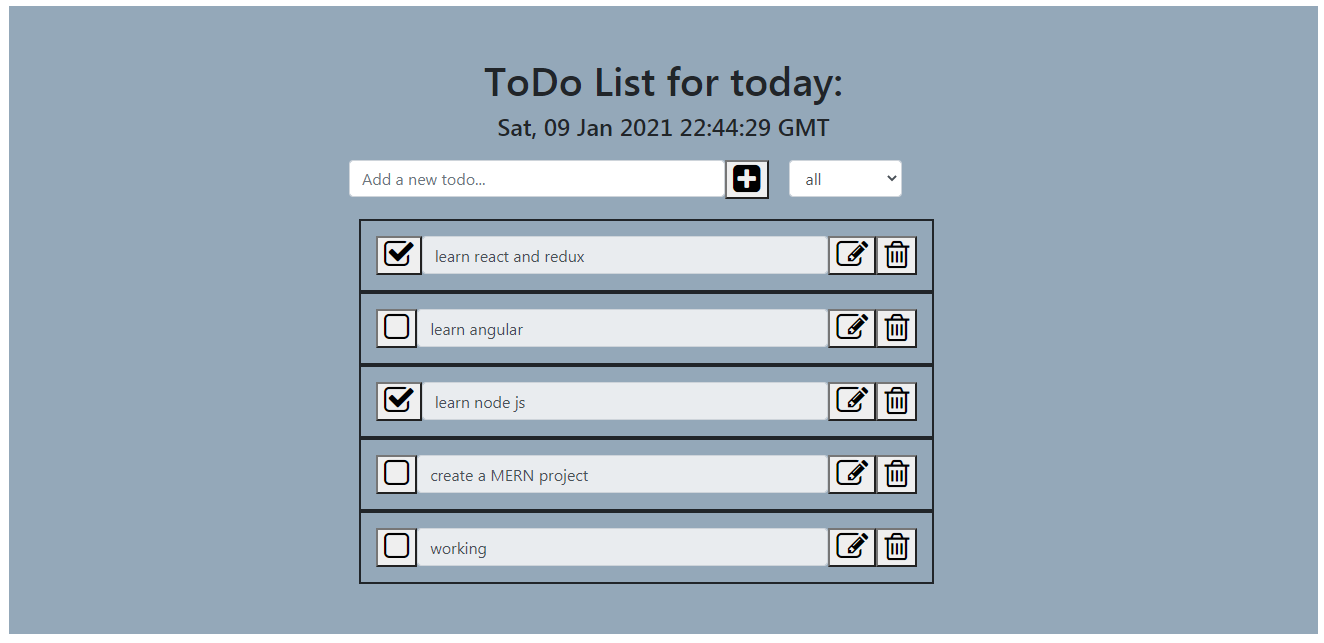 ToDo List for today:
Sat, 09 Jan 2021 22:44:29 GMT
Add a new todo... all
learn react and redux
learn angular
learn node js
create a MERN project
working